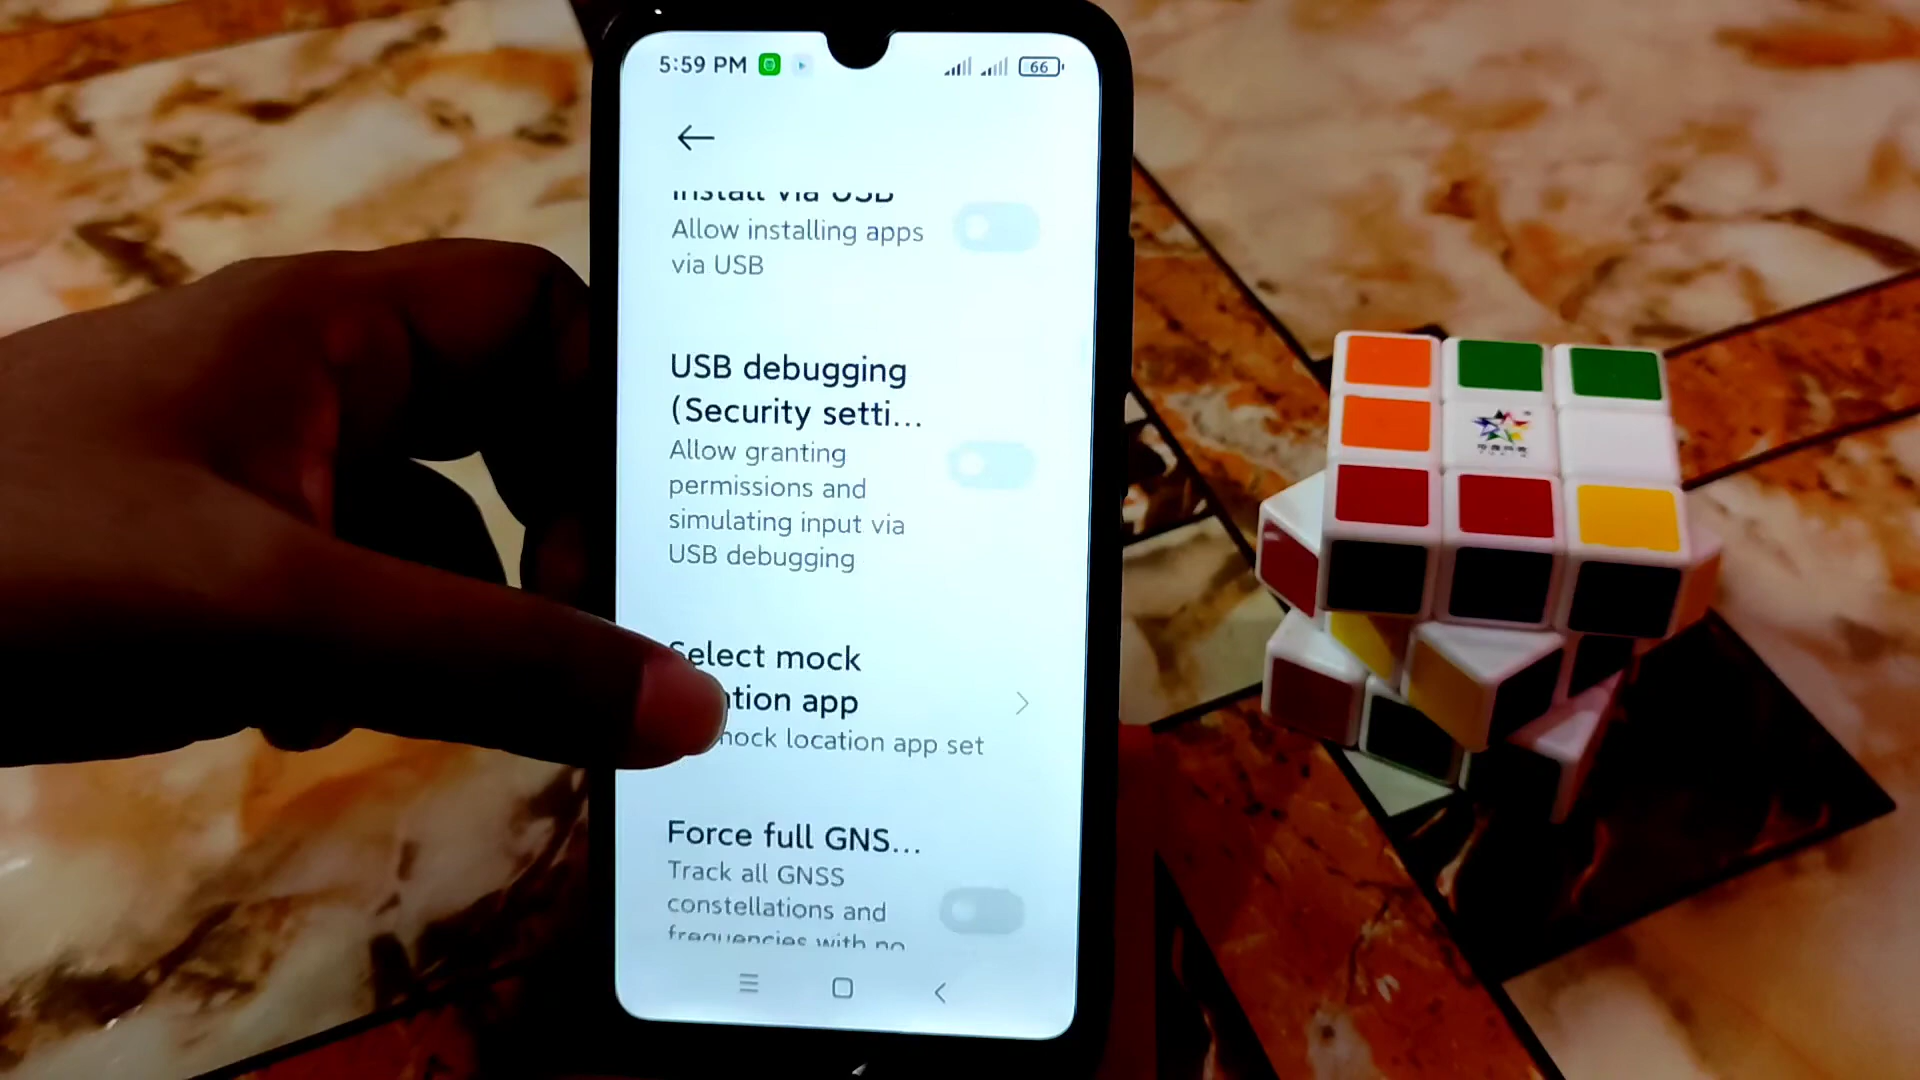 5:59 PM
66
Install via USB
Allow installing apps
via USB
USB debugging
(Security setti...
Allow granting
permissions and
simulating input via
USB debugging
Select mock
tion app
mock location app set
Force full GNS...
Track all GNSS
constellations and
frequencies with no